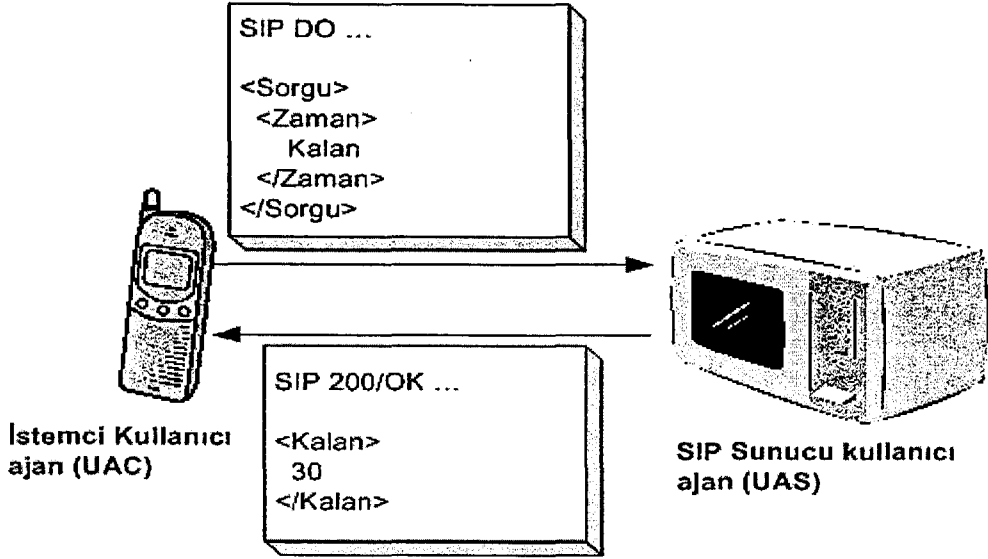 SIP DO ...
<Sorgu>
<Zaman>
Kalan
</Zaman>
</Sorgu>
SIP 200/OK ...
<Kalan>
30
</Kalan>
İstemci Kullanıcı
ajan (UAC)
SIP Sunucu kullanıcı
ajan (UAS)